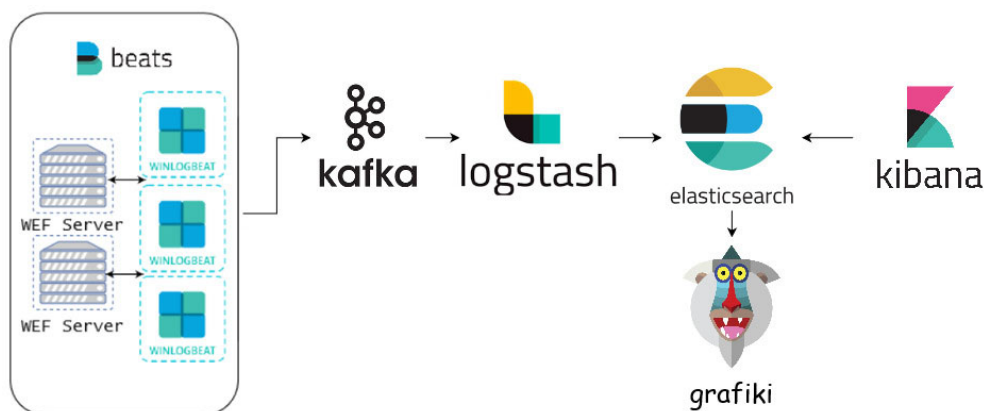 beats
WINLOGBEAT
WEF Server
WINLOGBEAT
WEF Server
WINLOGBEAT
kafka
logstash
elasticsearch
kibana
grafiki